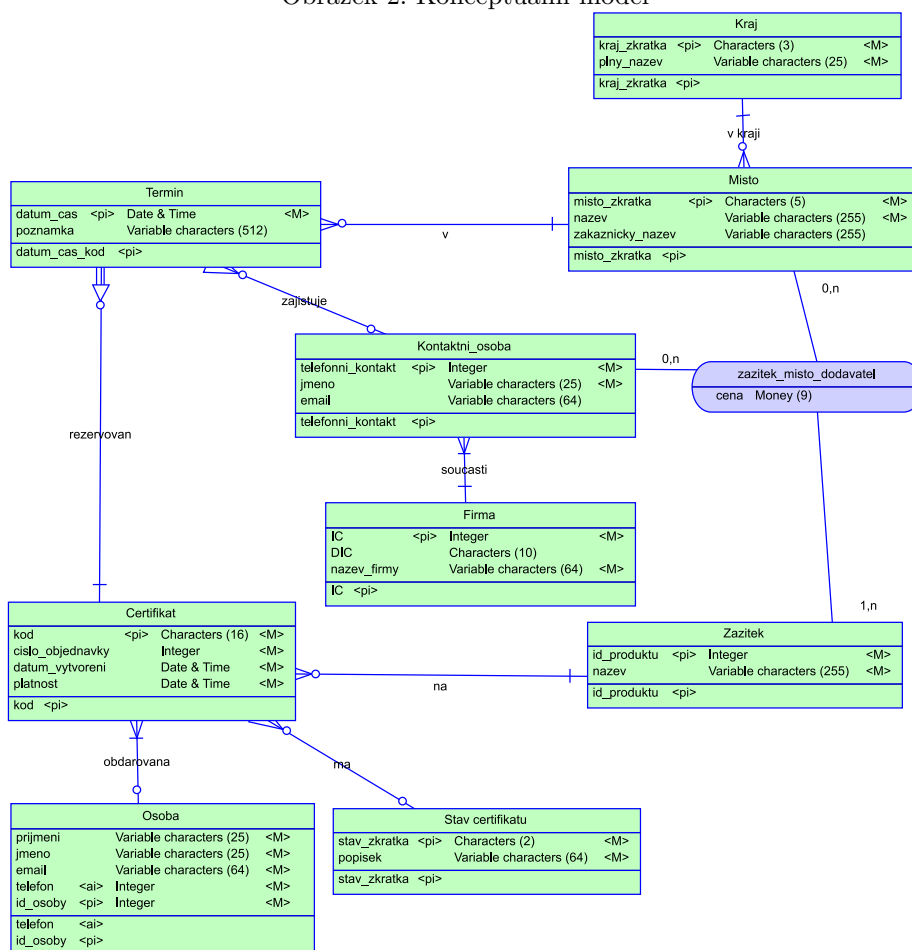 Obrázek 2: Konceptuální model
Kraj
kraj_zkratka <pi> Characters (3) <M>
plny_nazev Variable characters (25) <M>
kraj_zkratka <pi>
v kraji
Termin
datum_cas <pi> Date & Time <M>
poznamka Variable characters (512)
datum_cas_kod <pi>
v
Misto
misto_zkratka <pi> Characters (5) <M>
nazev Variable characters (255) <M>
zakaznicky_nazev Variable characters (255)
misto_zkratka <pi>
0,n
zajistuje
Kontaktni_osoba
telefonni_kontakt <pi> Integer <M>
jmeno Variable characters (25) <M>
email Variable characters (64)
telefonni_kontakt <pi>
0,n
zazitek_misto_dodavatel
cena Money (9)
rezervovan
soucasti
Firma
IC <pi> Integer <M>
DIC Characters (10)
nazev_firmy Variable characters (64) <M>
IC <pi>
1,n
Certifikat
kod <pi> Characters (16) <M>
cislo_objednavky Integer <M>
datum_vytvoreni Date & Time <M>
platnost Date & Time <M>
kod <pi>
na
Zazitek
id_produktu <pi> Integer <M>
nazev Variable characters (255) <M>
id_produktu <pi>
obdarovana
ma
Osoba
prijmeni Variable characters (25) <M>
jmeno Variable characters (25) <M>
email Variable characters (64) <M>
telefon <ai> Integer <M>
id_osoby <pi> Integer <M>
telefon <ai>
id_osoby <pi>
Stav certifikatu
stav_zkratka <pi> Characters (2) <M>
popisek Variable characters (64) <M>
stav_zkratka <pi>